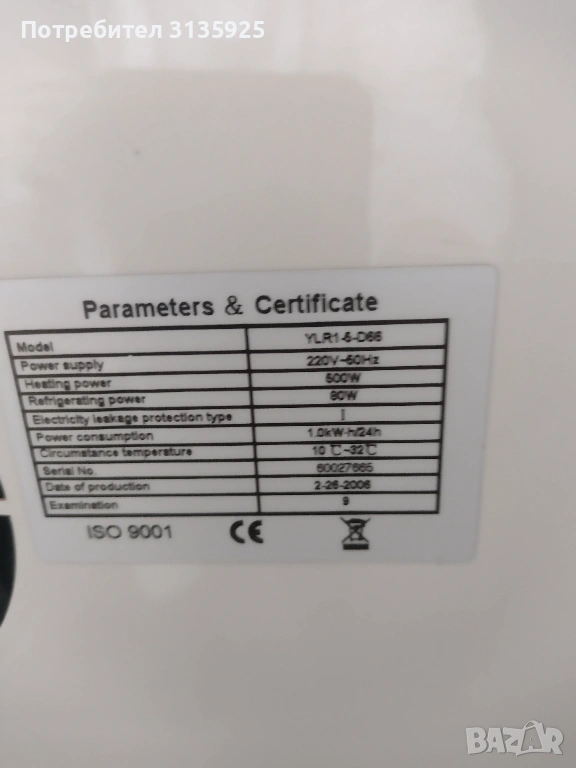 Потребител 3135925
Parameters & Certificate
Model YLR1-5-D66
Power supply 220V~50Hz
Heating power 500W
Refrigerating power 80W
Electricity leakage protection type I
Power consumption 1.0kW·h/24h
Circumstance temperature 10℃~32℃
Serial No. 60027665
Date of production 2-26-2006
Examination 9
ISO 9001 CE
BAZAR